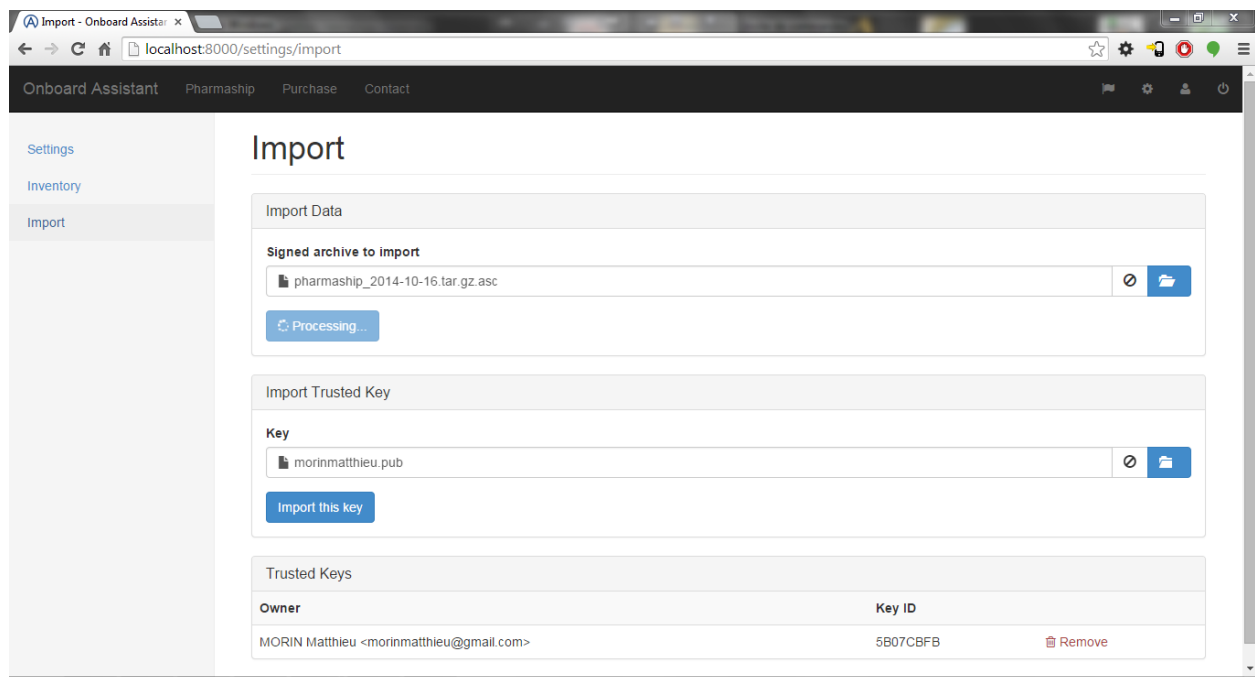 Import - Onboard Assistar
localhost:8000/settings/import
Onboard Assistant Pharmaship Purchase Contact
Settings
Inventory
Import
Import
Import Data
Signed archive to import
pharmaship_2014-10-16.tar.gz.asc
Processing...
Import Trusted Key
Key
morinmatthieu.pub
Import this key
Trusted Keys
Owner Key ID
MORIN Matthieu <morinmatthieu@gmail.com> 5B07CBFB Remove